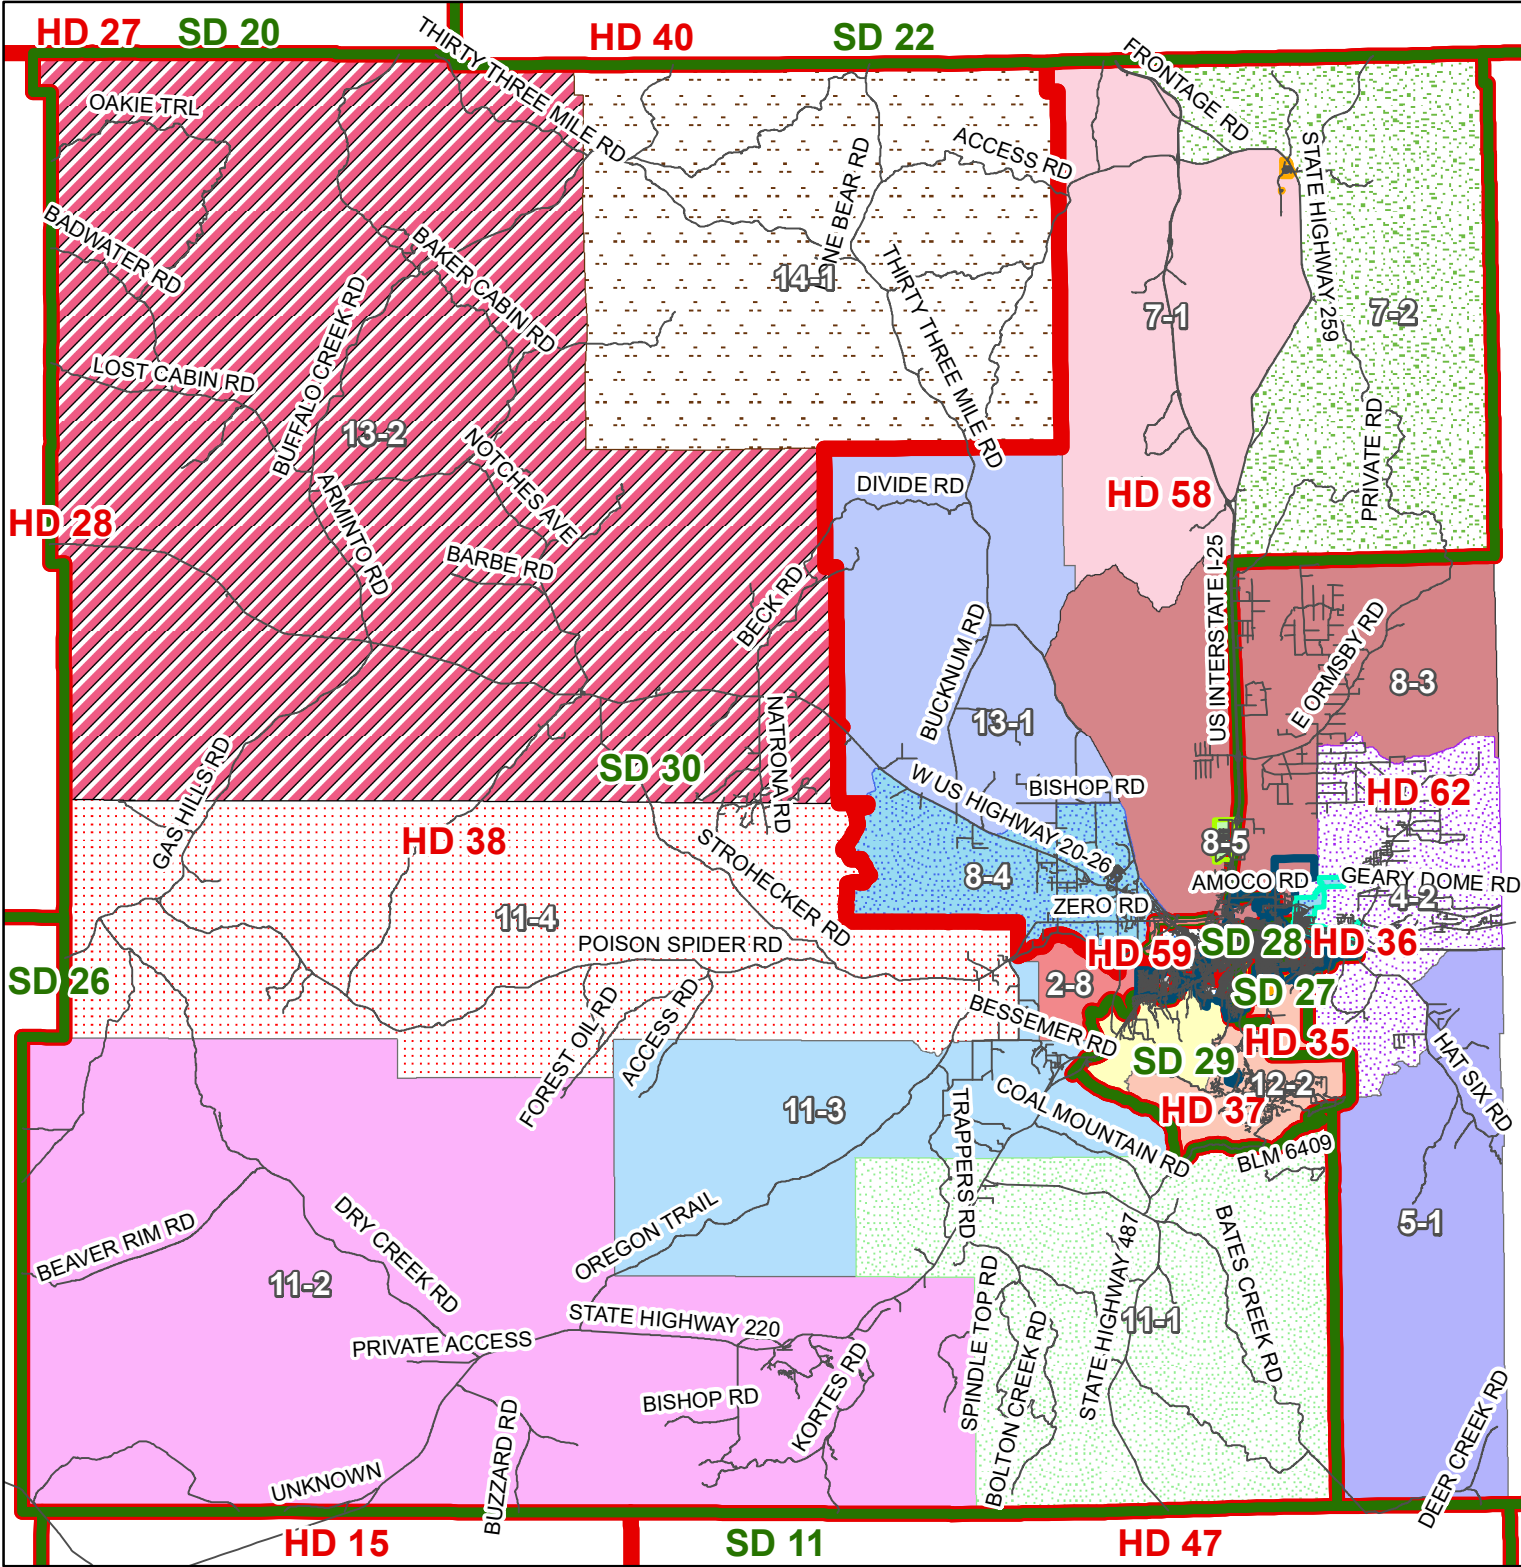 HD 27
SD 20
HD 40
SD 22
THIRTY THREE MILE RD
FRONTAGE RD
OAKIE TRL
ACCESS RD
STATE HIGHWAY 259
BADWATER RD
BAKER CABIN RD
NE BEAR RD
14-1
THIRTY THREE MILE RD
7-1
7-2
LOST CABIN RD
BUFFALO CREEK RD
13-2
NOTCHES AVE
PRIVATE RD
DIVIDE RD
HD 58
HD 28
ARMINTO RD
BARBE RD
US INTERSTATE I-25
BECK RD
BUCKNUM RD
E ORMSBY RD
8-3
NATRONA RD
13-1
SD 30
GAS HILLS RD
W US HIGHWAY 20-26
BISHOP RD
HD 62
HD 38
STROHECKER RD
8-5
8-4
AMOCO RD
GEARY DOME RD
4-2
ZERO RD
11-4
POISON SPIDER RD
HD 59
SD 28
HD 36
SD 26
2-8
SD 27
FOREST OIL RD
ACCESS RD
BESSEMER RD
HD 35
SD 29
12-2
HAT SIX RD
11-3
TRAPPERS RD
COAL MOUNTAIN RD
HD 37
BLM 6409
BEAVER RIM RD
DRY CREEK RD
OREGON TRAIL
STATE HIGHWAY 487
BATES CREEK RD
5-1
11-2
SPINDLE TOP RD
STATE HIGHWAY 220
11-1
PRIVATE ACCESS
BOLTON CREEK RD
BISHOP RD
KORTES RD
BUZZARD RD
DEER CREEK RD
UNKNOWN
HD 15
SD 11
HD 47